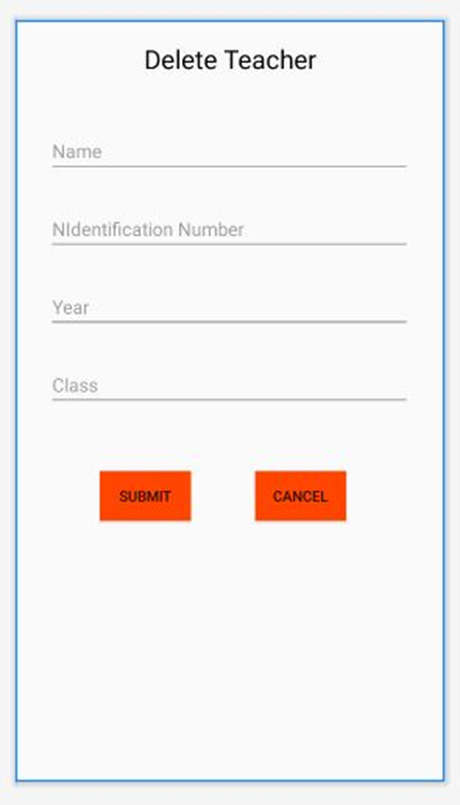 Delete Teacher
Name
NIdentification Number
Year
Class
SUBMIT CANCEL